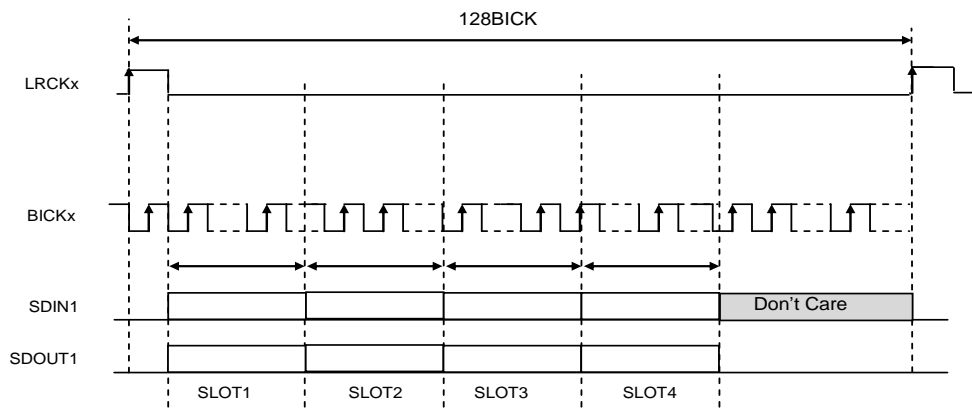 128BICK
LRCKx
BICKx
SDIN1
Don't Care
SDOUT1
SLOT1 SLOT2 SLOT3 SLOT4